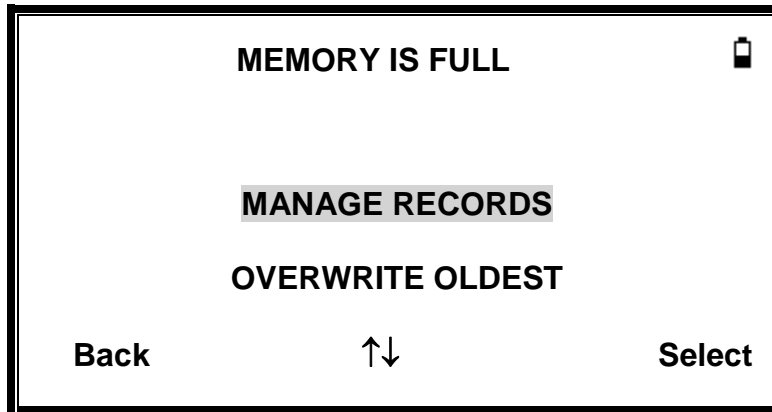 MEMORY IS FULL
MANAGE RECORDS
OVERWRITE OLDEST
Back ↑↓ Select